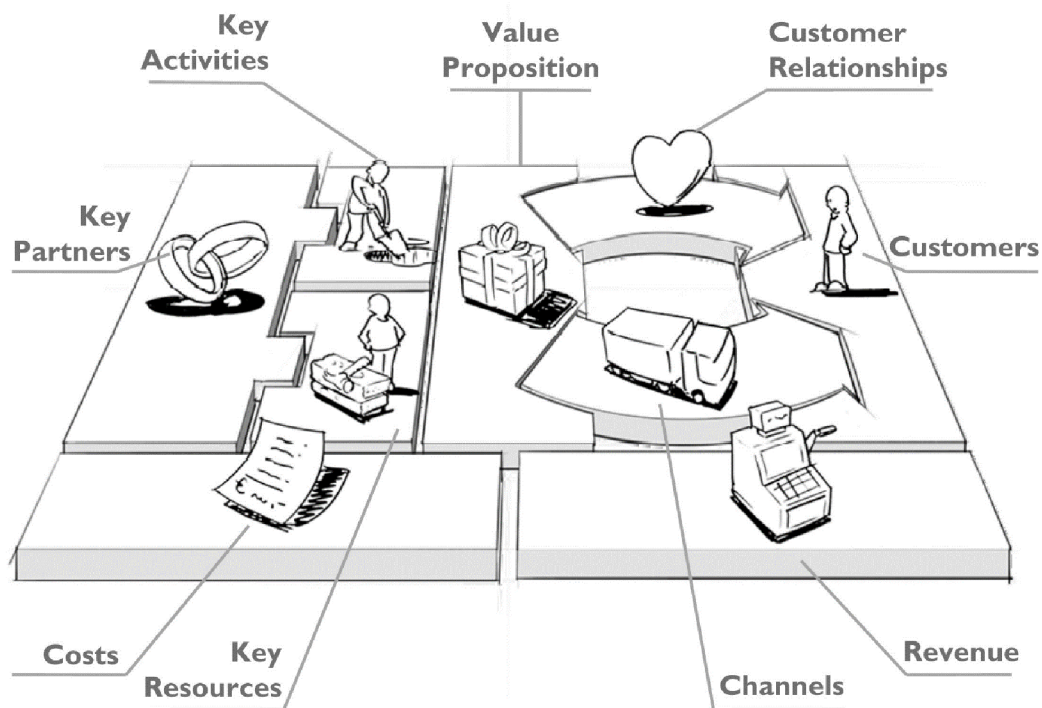 Key
Activities
Value
Proposition
Customer
Relationships
Key
Partners
Customers
€
Costs
Key
Resources
Channels
Revenue